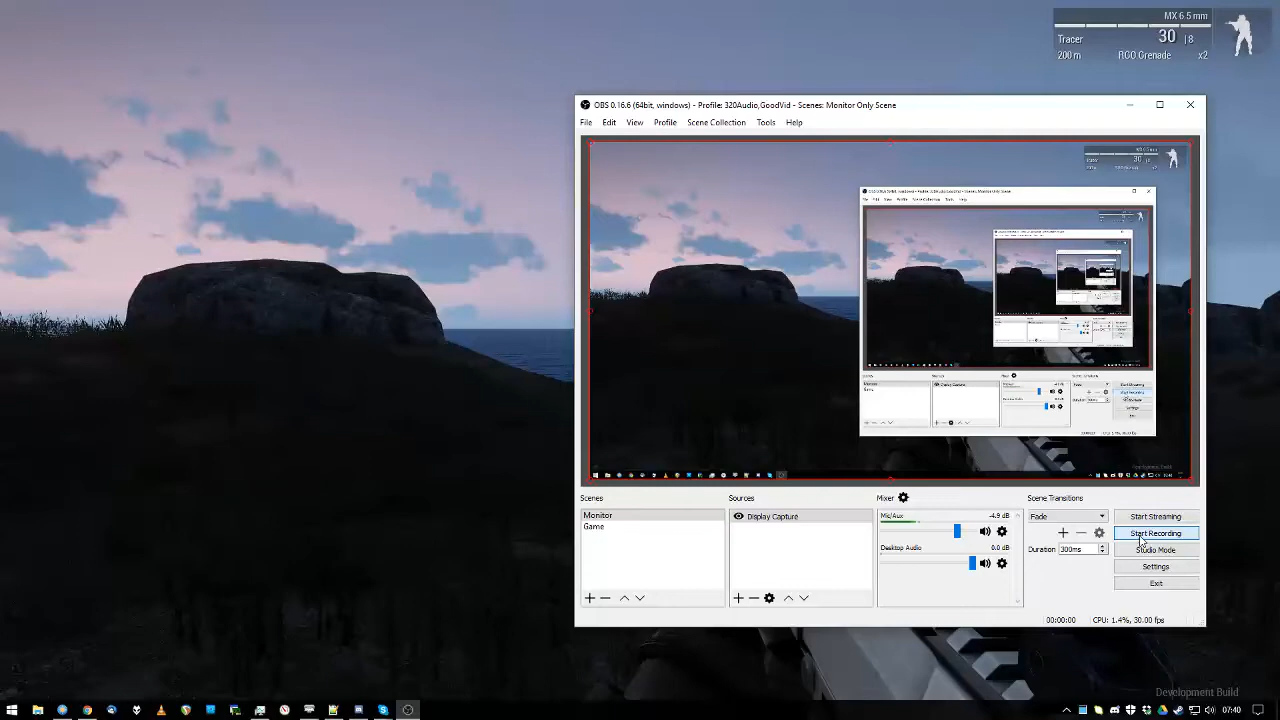 MX 6.5 mm
Tracer 30 |8
200 m RGO Grenade x2
OBS 0.16.6 (64bit, windows) - Profile: 320Audio,GoodVid - Scenes: Monitor Only Scene
File Edit View Profile Scene Collection Tools Help
Scenes Sources Mixer Scene Transitions
Monitor
Game
Display Capture
Mic/Aux -4.9 dB
Desktop Audio 0.0 dB
Fade
Duration 300ms
Start Streaming
Start Recording
Studio Mode
Settings
Exit
00:00:00 CPU: 1.4%, 30.00 fps
Development Build
07:40